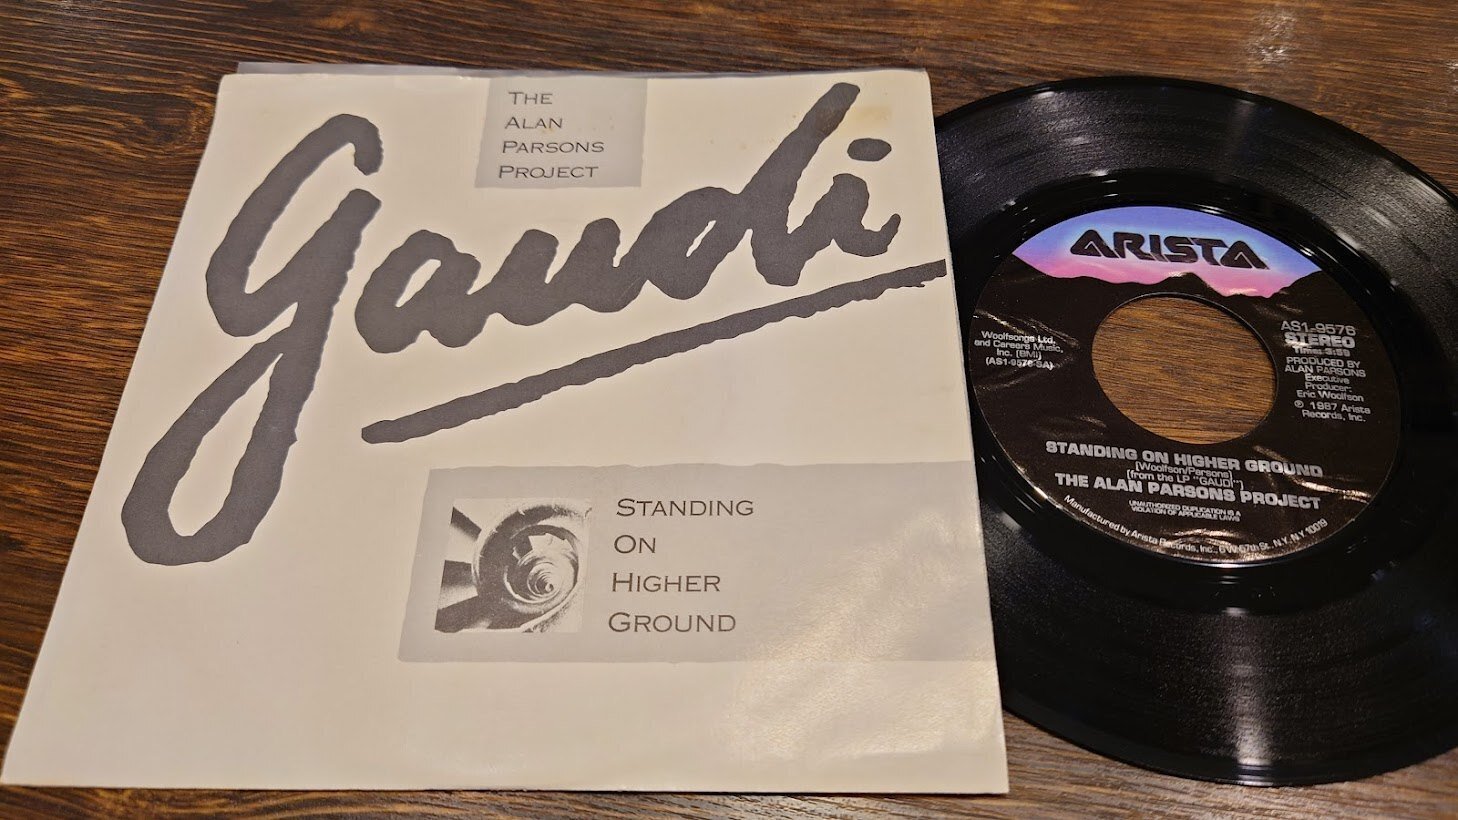 THE
ALAN
PARSONS
PROJECT
gaudi
STANDING
ON
HIGHER
GROUND
ARISTA
Woolfsongs Ltd.
and Careers Music,
Inc. (BMI)
(AS1-9576-SA)
AS1-9576
STEREO
Time: 3:59
PRODUCED BY
ALAN PARSONS
Executive
Producer:
Eric Woolfson
℗ 1987 Arista
Records, Inc.
STANDING ON HIGHER GROUND
[Woolfson/Parsons]
(from the LP "GAUDI")
THE ALAN PARSONS PROJECT
UNAUTHORIZED DUPLICATION IS A
VIOLATION OF APPLICABLE LAWS
Manufactured by Arista Records, Inc., 6 W. 57th St., N.Y., N.Y. 10019